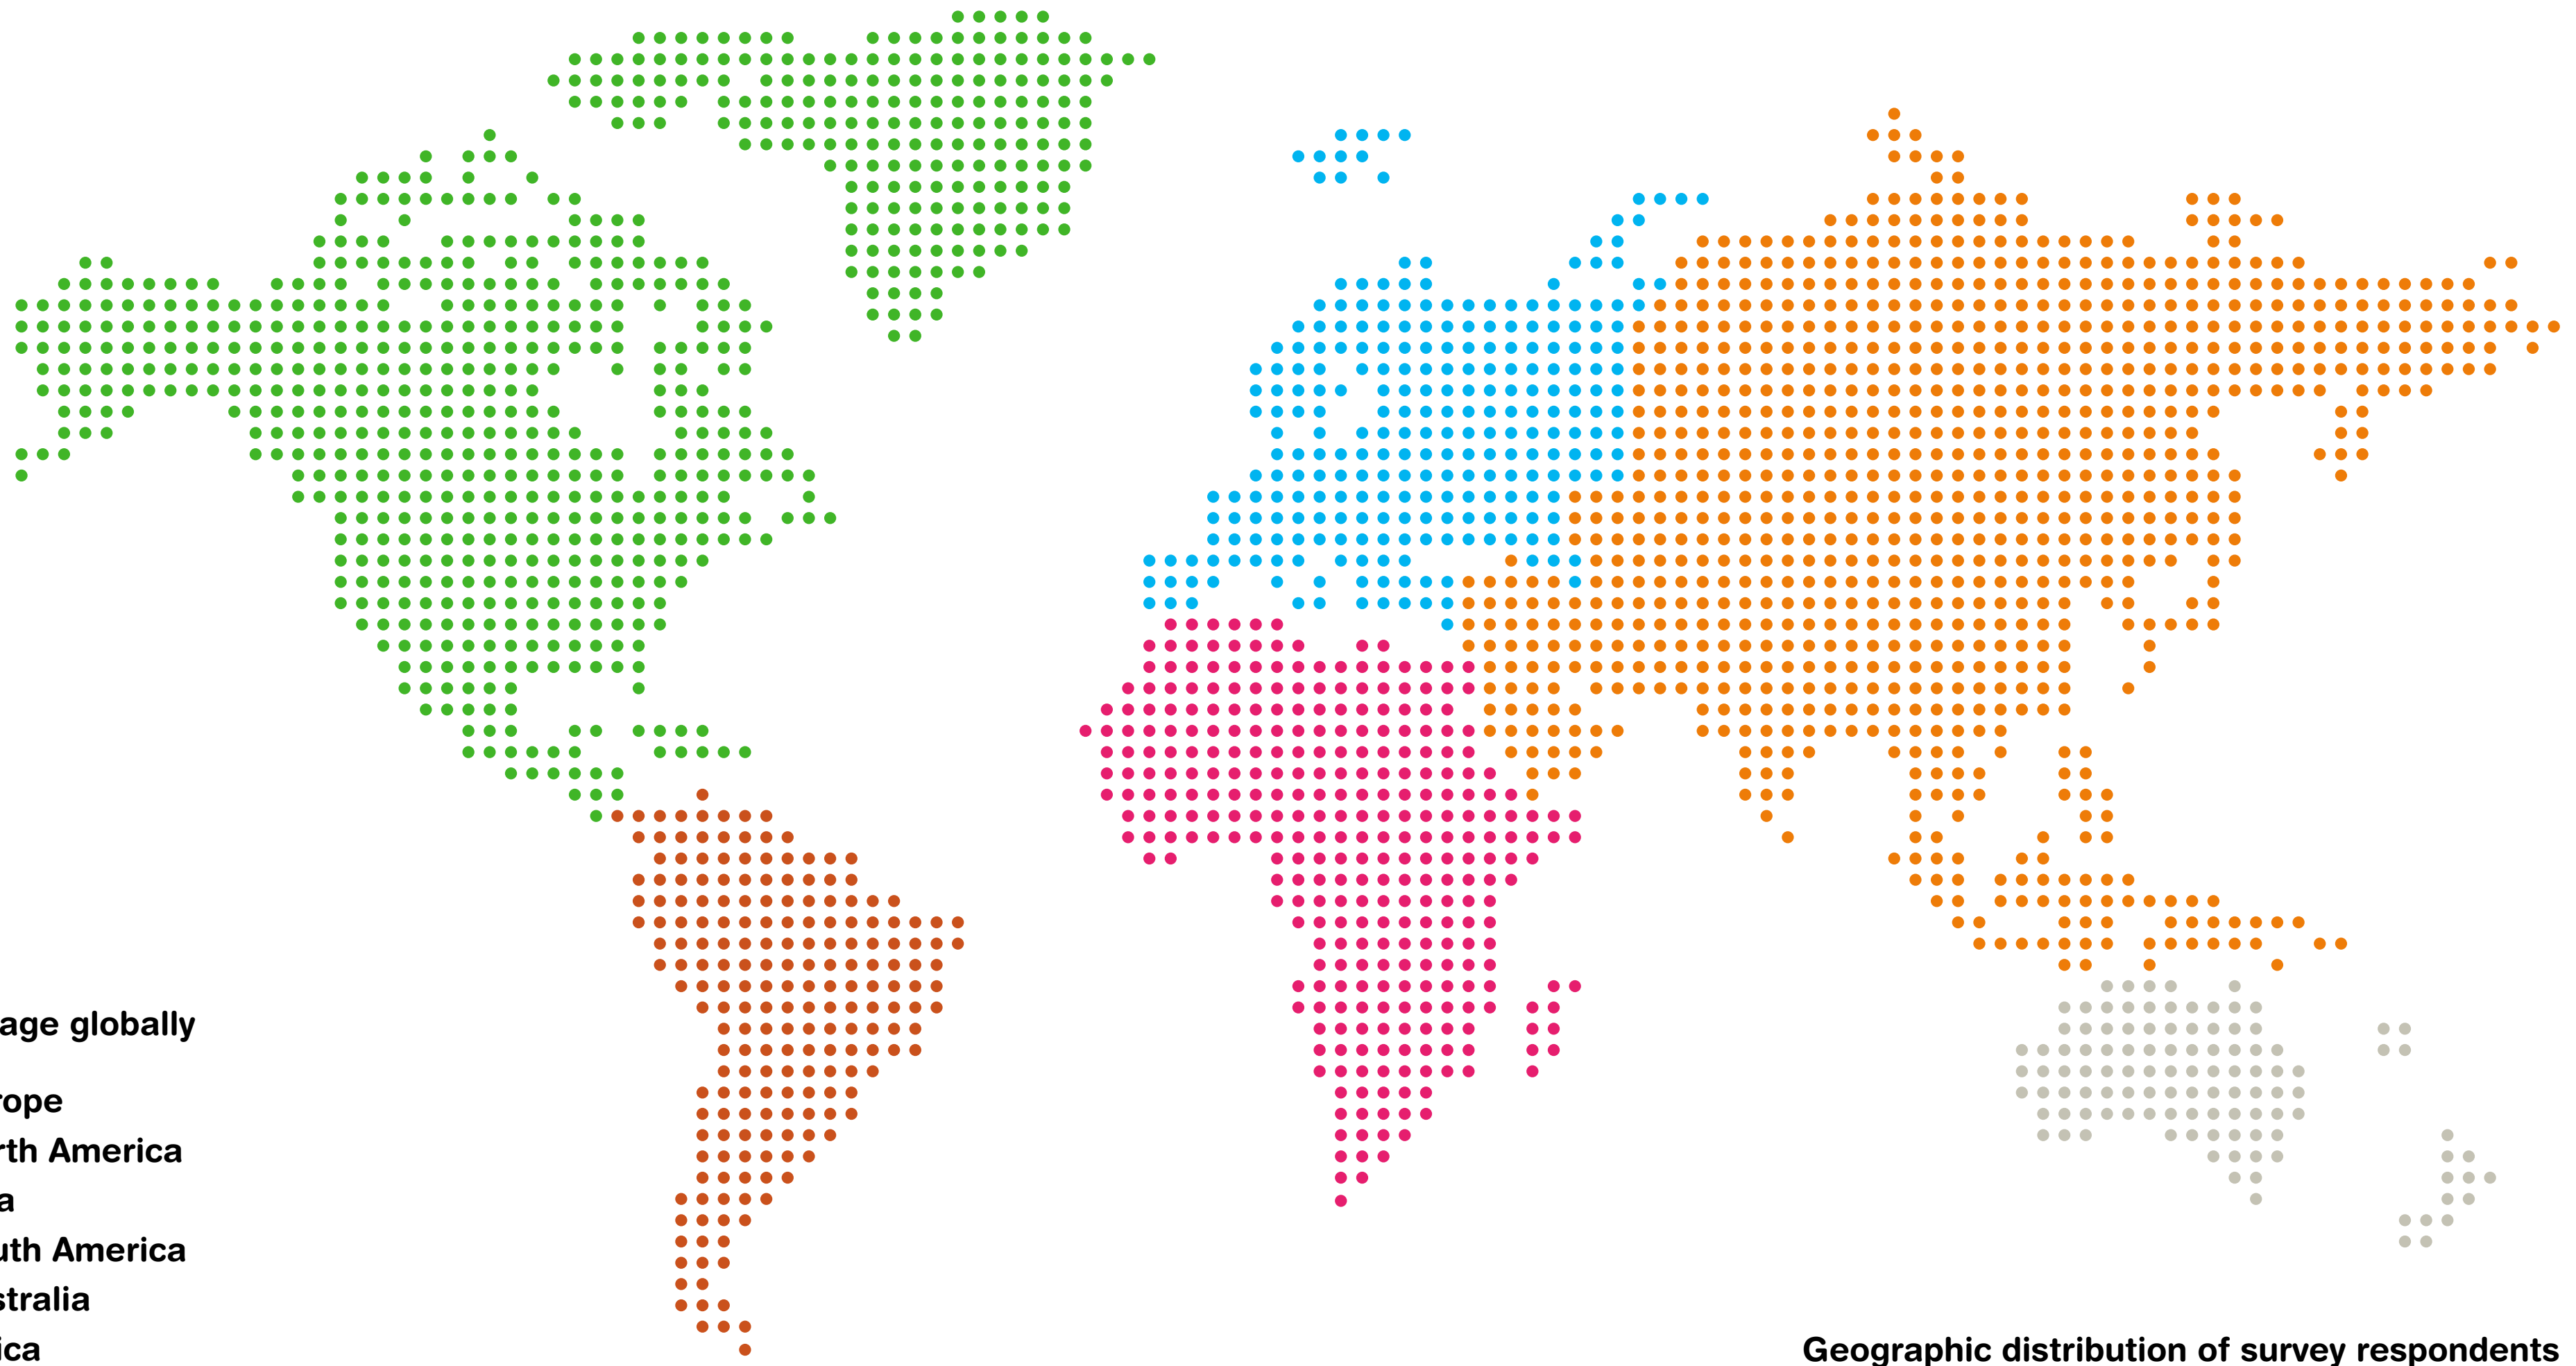 age globally
rope
rth America
a
uth America
stralia
ica
Geographic distribution of survey respondents